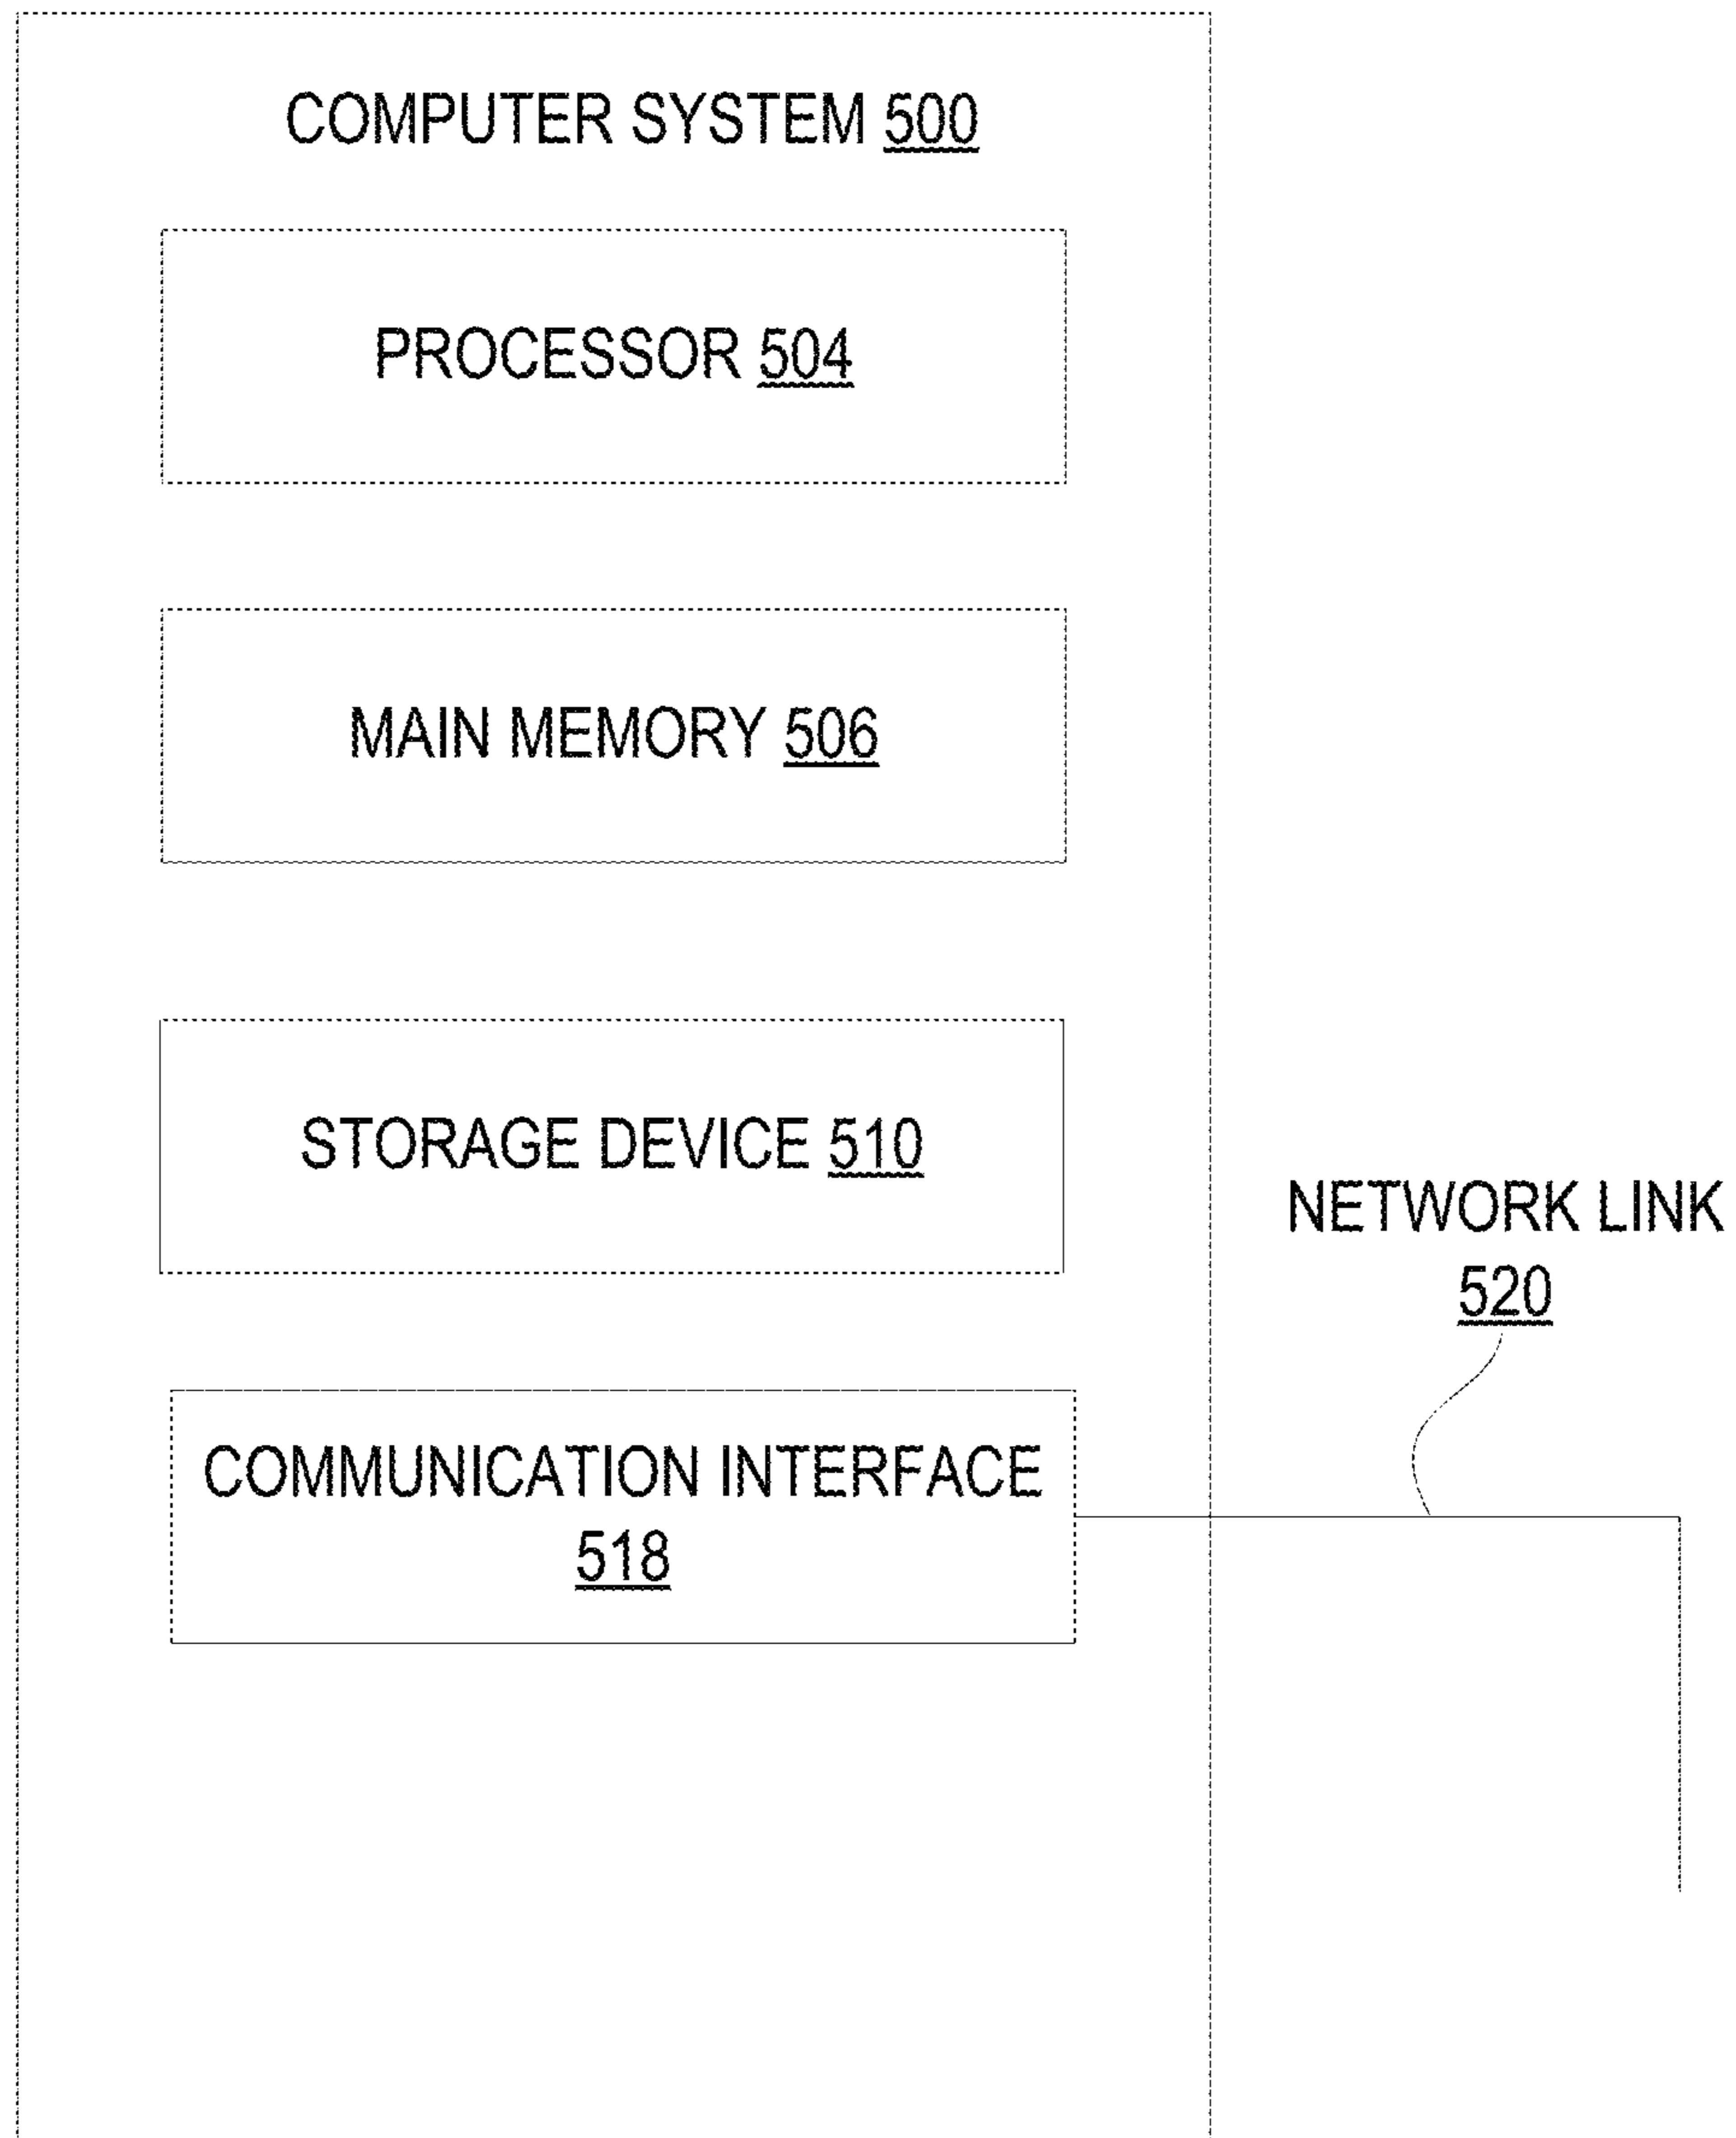 COMPUTER SYSTEM 500
PROCESSOR 504
MAIN MEMORY 506
STORAGE DEVICE 510
NETWORK LINK
520
COMMUNICATION INTERFACE
518